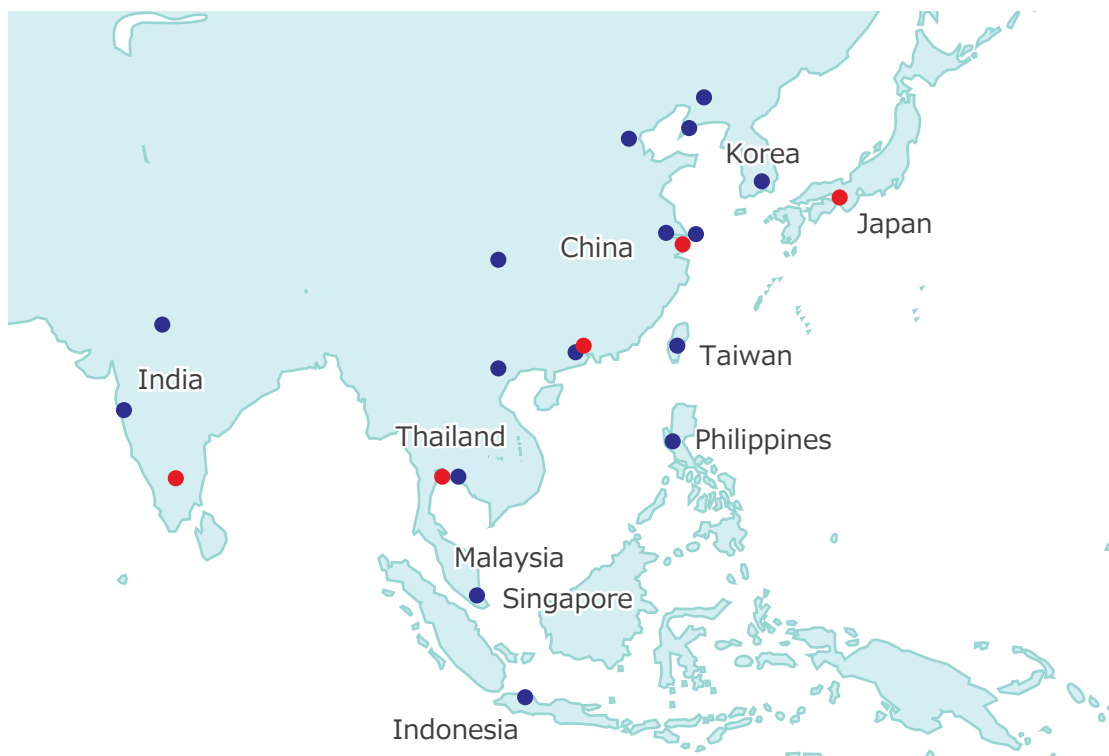 Korea
Japan
China
Taiwan
India
Thailand
Philippines
Malaysia
Singapore
Indonesia